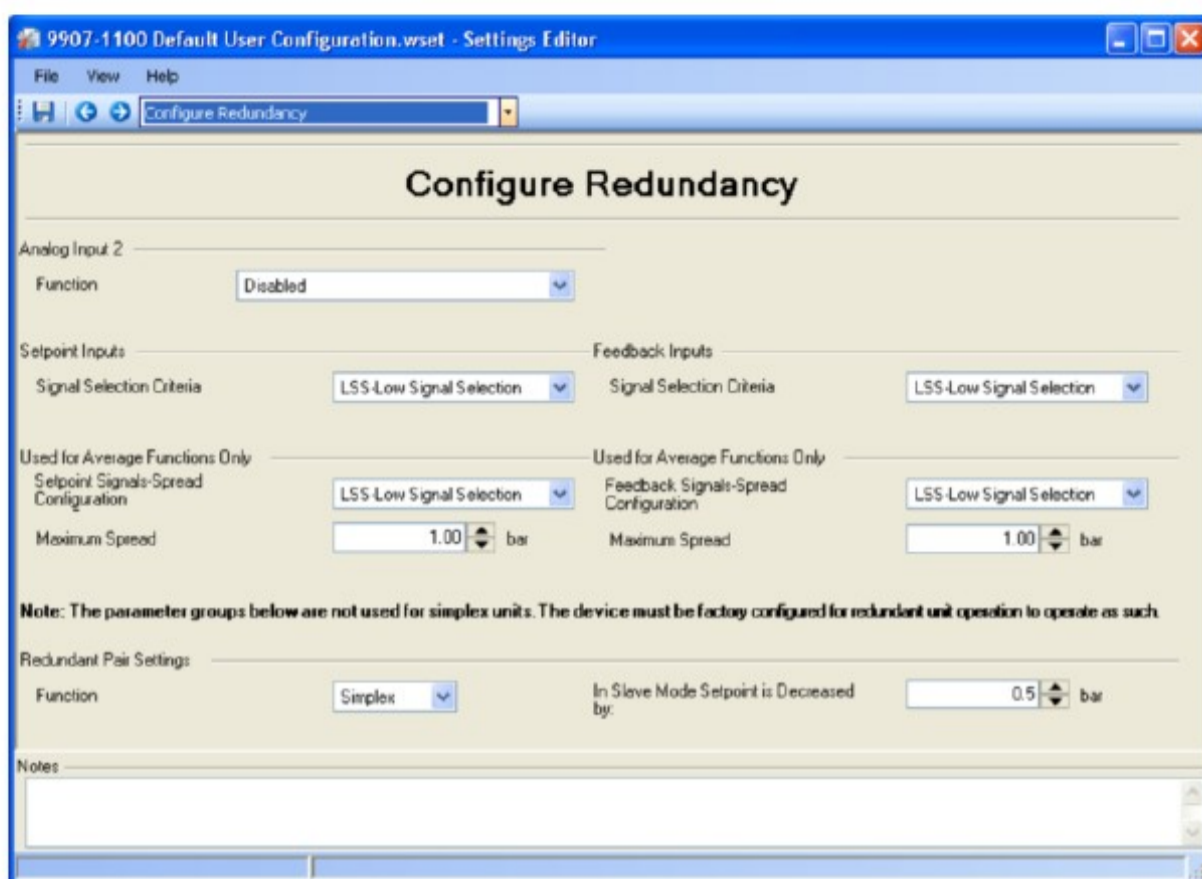 9907-1100 Default User Configuration.wset - Settings Editor
File View Help
Configure Redundancy
Configure Redundancy
Analog Input 2
Function Disabled
Setpoint Inputs Feedback Inputs
Signal Selection Criteria LSS-Low Signal Selection Signal Selection Criteria LSS-Low Signal Selection
Used for Average Functions Only Used for Average Functions Only
Setpoint Signals-Spread Configuration LSS-Low Signal Selection Feedback Signals-Spread Configuration LSS-Low Signal Selection
Maximum Spread 1.00 bar Maximum Spread 1.00 bar
Note: The parameter groups below are not used for simplex units. The device must be factory configured for redundant unit operation to operate as such.
Redundant Pair Settings
Function Simplex In Slave Mode Setpoint is Decreased by: 0.5 bar
Notes